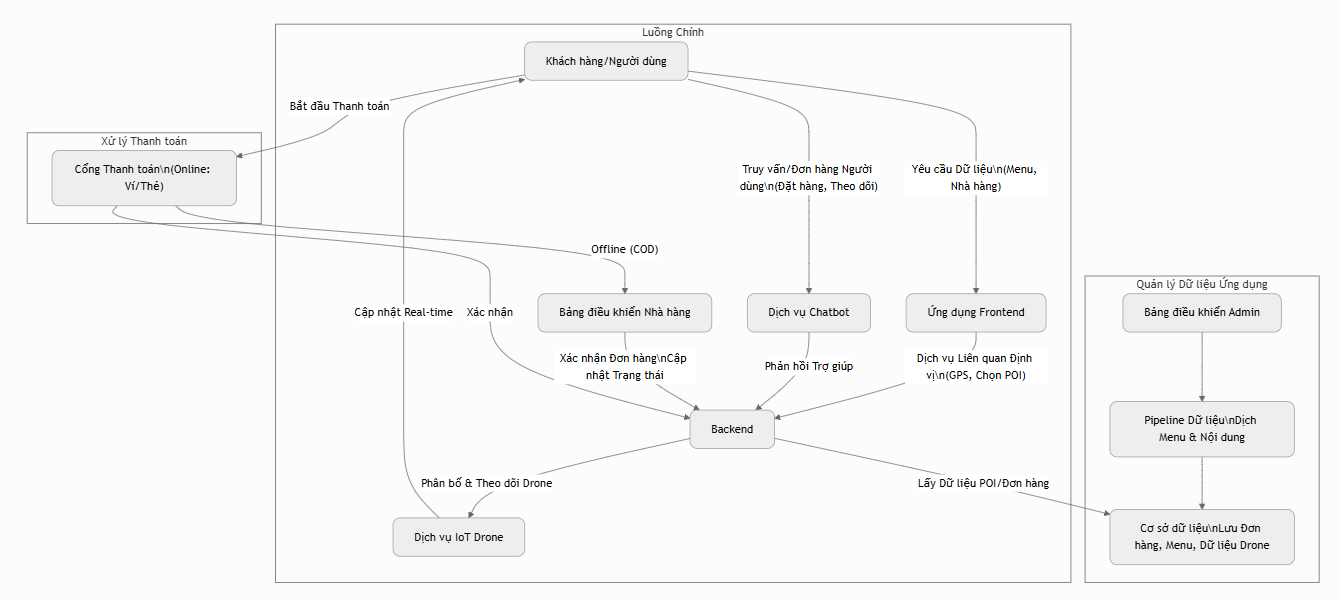 Luồng Chính
Khách hàng/Người dùng
Bắt đầu Thanh toán
Xử lý Thanh toán
Cổng Thanh toán\n(Online:
Ví/Thẻ)
Truy vấn/Đơn hàng Người
dùng\n(Đặt hàng, Theo dõi)
Yêu cầu Dữ liệu\n(Menu,
Nhà hàng)
Offline (COD)
Quản lý Dữ liệu Ứng dụng
Cập nhật Real-time
Xác nhận
Bảng điều khiển Nhà hàng
Dịch vụ Chatbot
Ứng dụng Frontend
Bảng điều khiển Admin
Xác nhận Đơn hàng\nCập
nhật Trạng thái
Phản hồi Trợ giúp
Dịch vụ Liên quan Định
vị\n(GPS, Chọn POI)
Backend
Pipeline Dữ liệu\nDịch
Menu & Nội dung
Phân bổ & Theo dõi Drone
Lấy Dữ liệu POI/Đơn hàng
Dịch vụ IoT Drone
Cơ sở dữ liệu\nLưu Đơn
hàng, Menu, Dữ liệu Drone